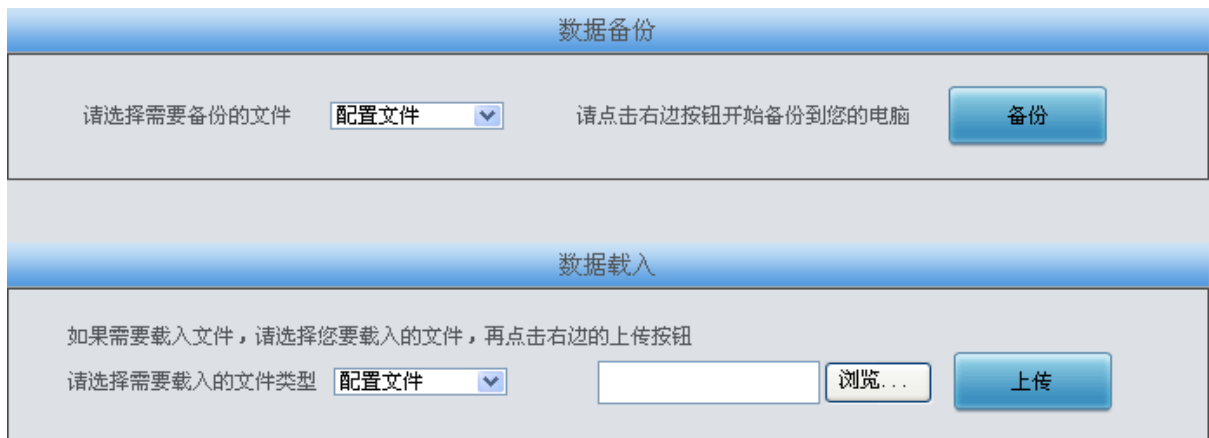 数据备份
请选择需要备份的文件 配置文件 请点击右边按钮开始备份到您的电脑 备份
数据载入
如果需要载入文件，请选择您要载入的文件，再点击右边的上传按钮
请选择需要载入的文件类型 配置文件 浏览... 上传